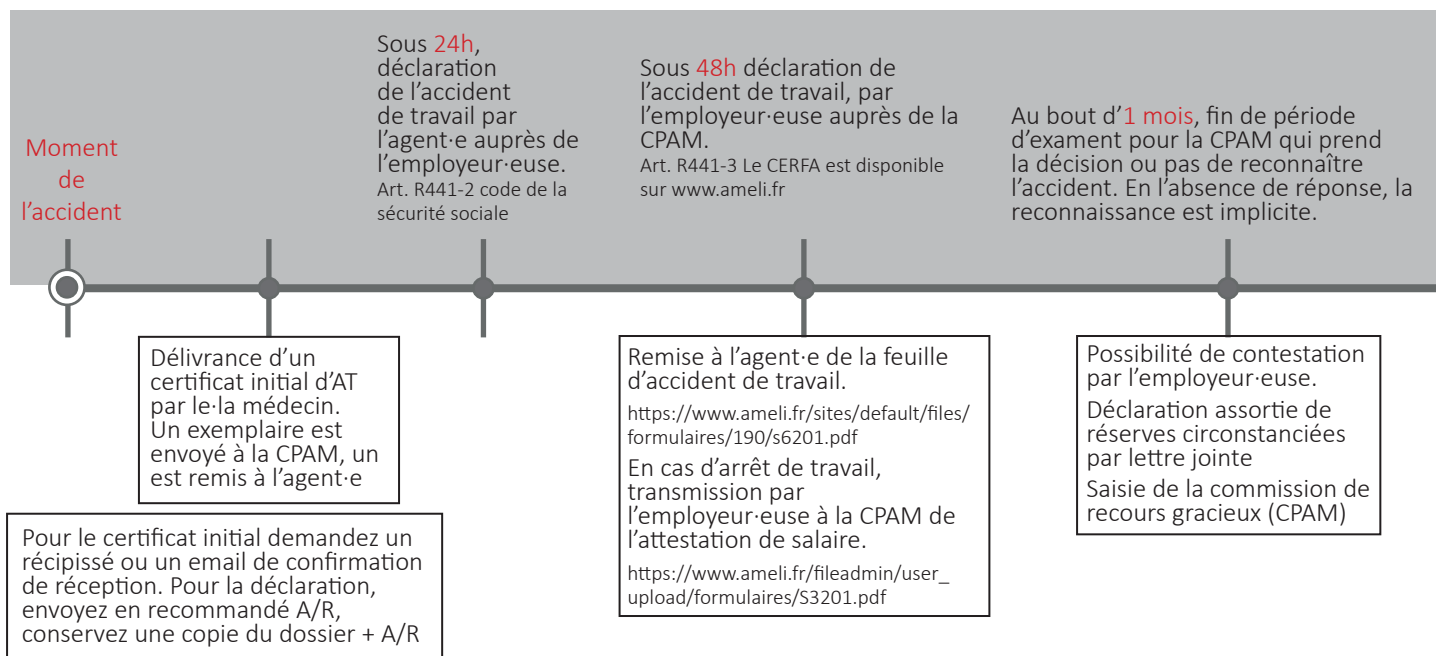 Moment
de
l'accident
Sous 24h,
déclaration
de l'accident
de travail par
l'agent·e auprès de
l'employeur·euse.
Art. R441-2 code de la
sécurité sociale
Sous 48h déclaration de
l'accident de travail, par
l'employeur·euse auprès de la
CPAM.
Art. R441-3 Le CERFA est disponible
sur www.ameli.fr
Au bout d'1 mois, fin de période
d'exament pour la CPAM qui prend
la décision ou pas de reconnaître
l'accident. En l'absence de réponse, la
reconnaissance est implicite.
Délivrance d'un
certificat initial d'AT
par le·la médecin.
Un exemplaire est
envoyé à la CPAM, un
est remis à l'agent·e
Pour le certificat initial demandez un
récipissé ou un email de confirmation
de réception. Pour la déclaration,
envoyez en recommandé A/R,
conservez une copie du dossier + A/R
Remise à l'agent·e de la feuille
d'accident de travail.
https://www.ameli.fr/sites/default/files/
formulaires/190/s6201.pdf
En cas d'arrêt de travail,
transmission par
l'employeur·euse à la CPAM de
l'attestation de salaire.
https://www.ameli.fr/fileadmin/user_
upload/formulaires/S3201.pdf
Possibilité de contestation
par l'employeur·euse.
Déclaration assortie de
réserves circonstanciées
par lettre jointe
Saisie de la commission de
recours gracieux (CPAM)